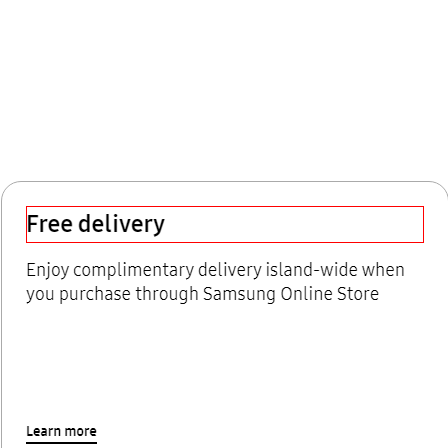 Free delivery
Enjoy complimentary delivery island-wide when
you purchase through Samsung Online Store
Learn more